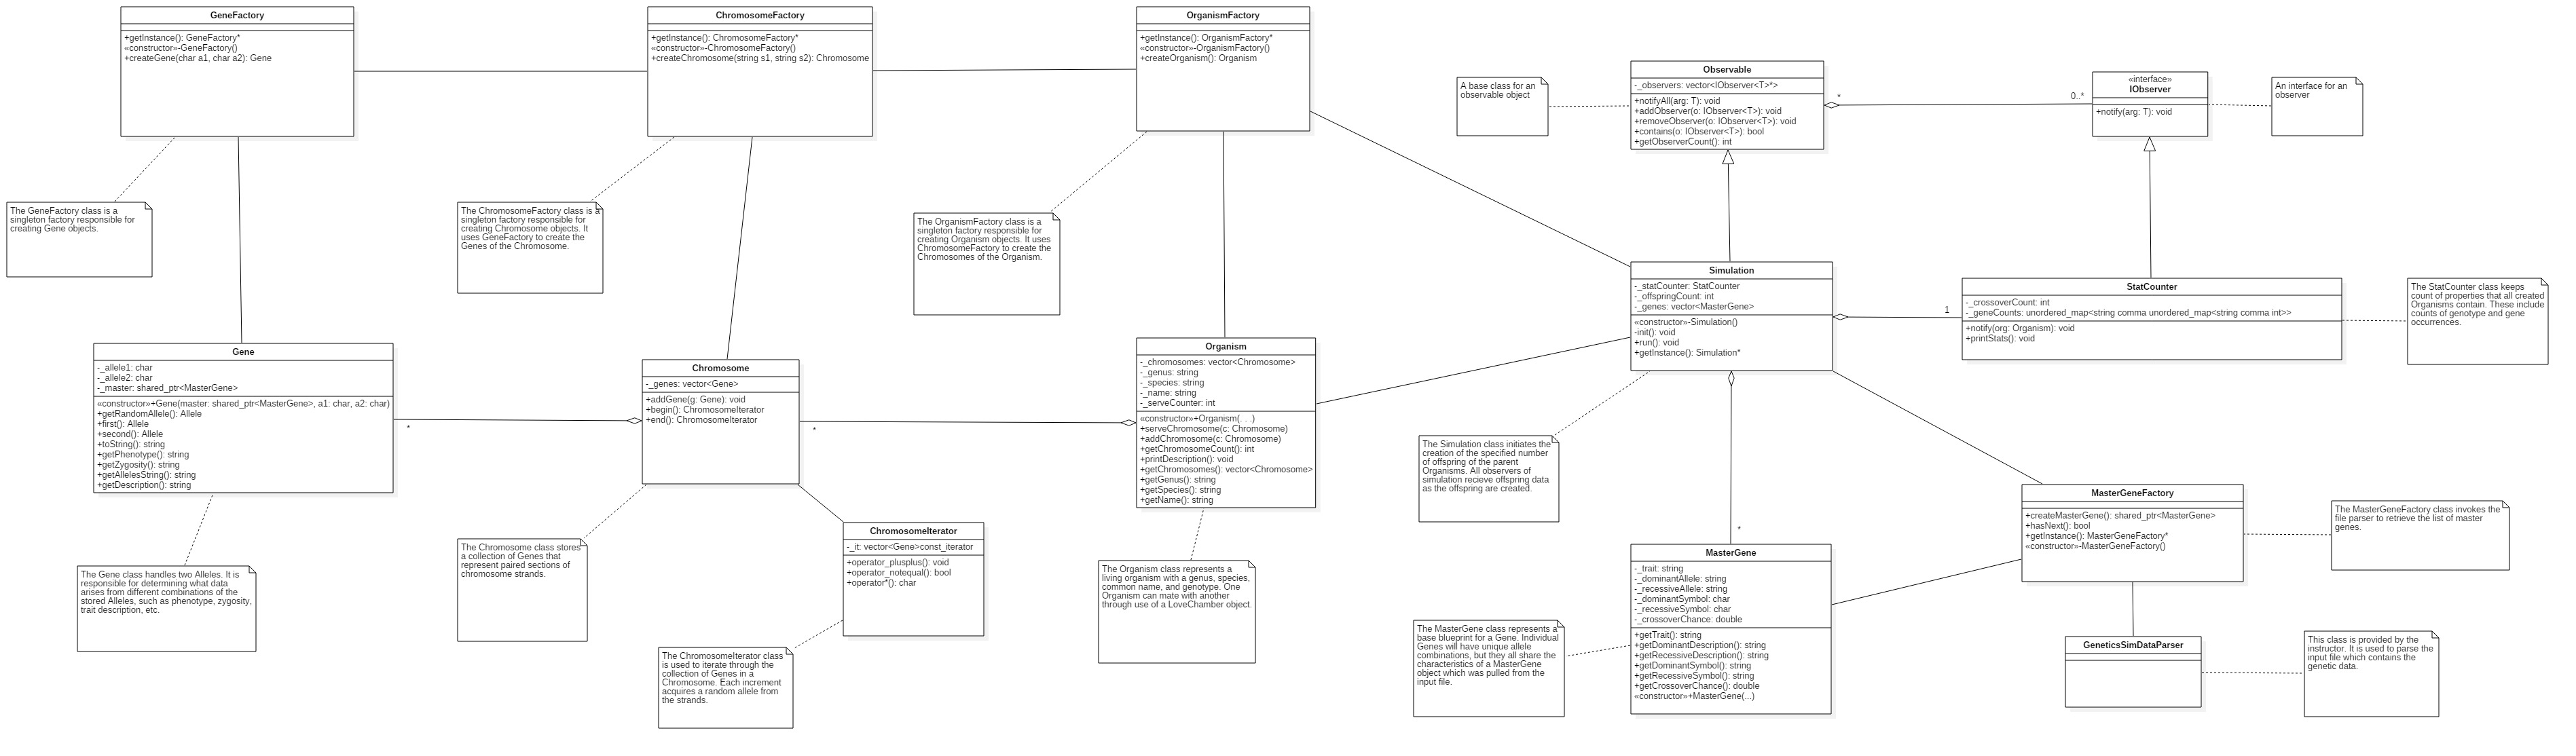 GeneFactory
+getInstance(): GeneFactory*
«constructor»-GeneFactory()
+createGene(char a1, char a2): Gene
ChromosomeFactory
+getInstance(): ChromosomeFactory*
«constructor»-ChromosomeFactory()
+createChromosome(string s1, string s2): Chromosome
OrganismFactory
+getInstance(): OrganismFactory*
«constructor»-OrganismFactory()
+createOrganism(): Organism
A base class for an
observable object
Observable
-_observers: vector<IObserver<T>*>
+notifyAll(arg: T): void
+addObserver(o: IObserver<T>): void
+removeObserver(o: IObserver<T>): void
+contains(o: IObserver<T>): bool
+getObserverCount(): int
*
0..*
«interface»
IObserver
+notify(arg: T): void
An interface for an
observer
The GeneFactory class is a
singleton factory responsible for
creating Gene objects.
The ChromosomeFactory class is a
singleton factory responsible for
creating Chromosome objects. It
uses GeneFactory to create the
Genes of the Chromosome.
The OrganismFactory class is a
singleton factory responsible for
creating Organism objects. It uses
ChromosomeFactory to create the
Chromosomes of the Organism.
Simulation
-_statCounter: StatCounter
-_offspringCount: int
-_genes: vector<MasterGene>
«constructor»-Simulation()
-init(): void
+run(): void
+getInstance(): Simulation*
1
StatCounter
-_crossoverCount: int
-_geneCounts: unordered_map<string comma unordered_map<string comma int>>
+notify(org: Organism): void
+printStats(): void
The StatCounter class keeps
count of properties that all created
Organisms contain. These include
counts of genotype and gene
occurrences.
Gene
-_allele1: char
-_allele2: char
-_master: shared_ptr<MasterGene>
«constructor»+Gene(master: shared_ptr<MasterGene>, a1: char, a2: char)
+getRandomAllele(): Allele
+first(): Allele
+second(): Allele
+toString(): string
+getPhenotype(): string
+getZygosity(): string
+getAllelesString(): string
+getDescription(): string
*
Chromosome
-_genes: vector<Gene>
+addGene(g: Gene): void
+begin(): ChromosomeIterator
+end(): ChromosomeIterator
*
Organism
-_chromosomes: vector<Chromosome>
-_genus: string
-_species: string
-_name: string
-_serveCounter: int
«constructor»+Organism(. . .)
+serveChromosome(c: Chromosome)
+addChromosome(c: Chromosome)
+getChromosomeCount(): int
+printDescription(): void
+getChromosomes(): vector<Chromosome>
+getGenus(): string
+getSpecies(): string
+getName(): string
The Simulation class initiates the
creation of the specified number
of offspring of the parent
Organisms. All observers of
simulation recieve offspring data
as the offspring are created.
*
MasterGeneFactory
+createMasterGene(): shared_ptr<MasterGene>
+hasNext(): bool
+getInstance(): MasterGeneFactory*
«constructor»-MasterGeneFactory()
The MasterGeneFactory class invokes the
file parser to retrieve the list of master
genes.
The Gene class handles two Alleles. It is
responsible for determining what data
arises from different combinations of the
stored Alleles, such as phenotype, zygosity,
trait description, etc.
The Chromosome class stores
a collection of Genes that
represent paired sections of
chromosome strands.
ChromosomeIterator
-_it: vector<Gene>const_iterator
+operator_plusplus(): void
+operator_notequal(): bool
+operator*(): char
The ChromosomeIterator class
is used to iterate through the
collection of Genes in a
Chromosome. Each increment
acquires a random allele from
the strands.
The Organism class represents a
living organism with a genus, species,
common name, and genotype. One
Organism can mate with another
through use of a LoveChamber object.
The MasterGene class represents a
base blueprint for a Gene. Individual
Genes will have unique allele
combinations, but they all share the
characteristics of a MasterGene
object which was pulled from the
input file.
MasterGene
-_trait: string
-_dominantAllele: string
-_recessiveAllele: string
-_dominantSymbol: char
-_recessiveSymbol: char
-_crossoverChance: double
+getTrait(): string
+getDominantDescription(): string
+getRecessiveDescription(): string
+getDominantSymbol(): string
+getRecessiveSymbol(): string
+getCrossoverChance(): double
«constructor»+MasterGene(...)
GeneticsSimDataParser
This class is provided by the
instructor. It is used to parse the
input file which contains the
genetic data.